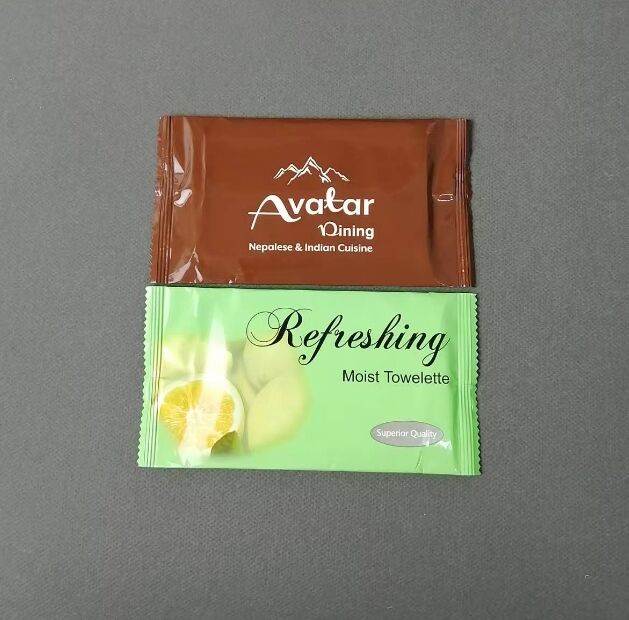 Avatar
Dining
Nepalese & Indian Cuisine
Refreshing
Moist Towelette
Superior Quality